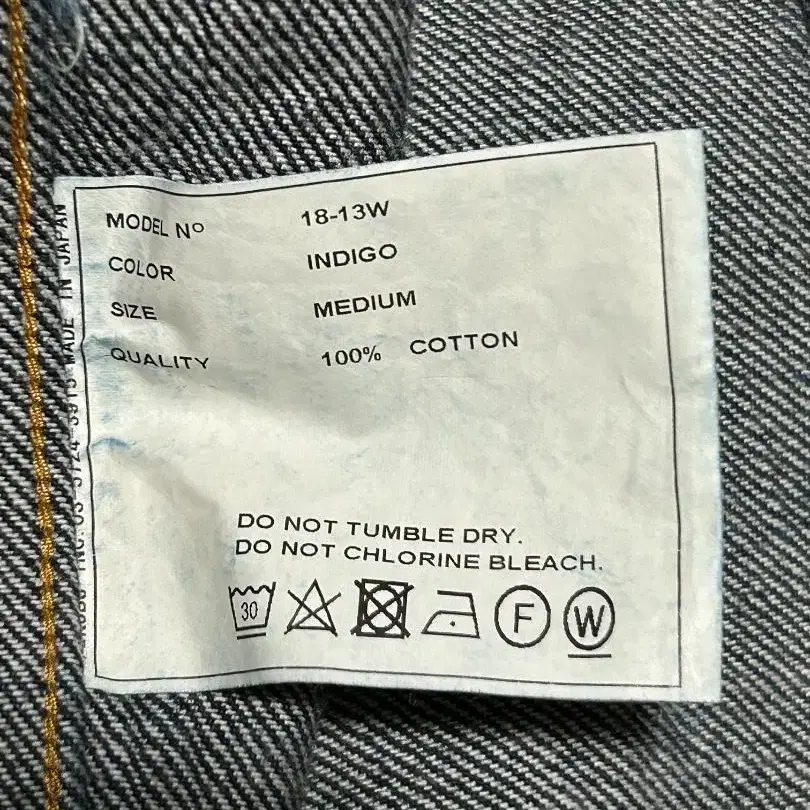 MODEL Nº 18-13W
COLOR INDIGO
SIZE MEDIUM
QUALITY 100% COTTON
DO NOT TUMBLE DRY.
DO NOT CHLORINE BLEACH.
30
F
W
MADE IN JAPAN